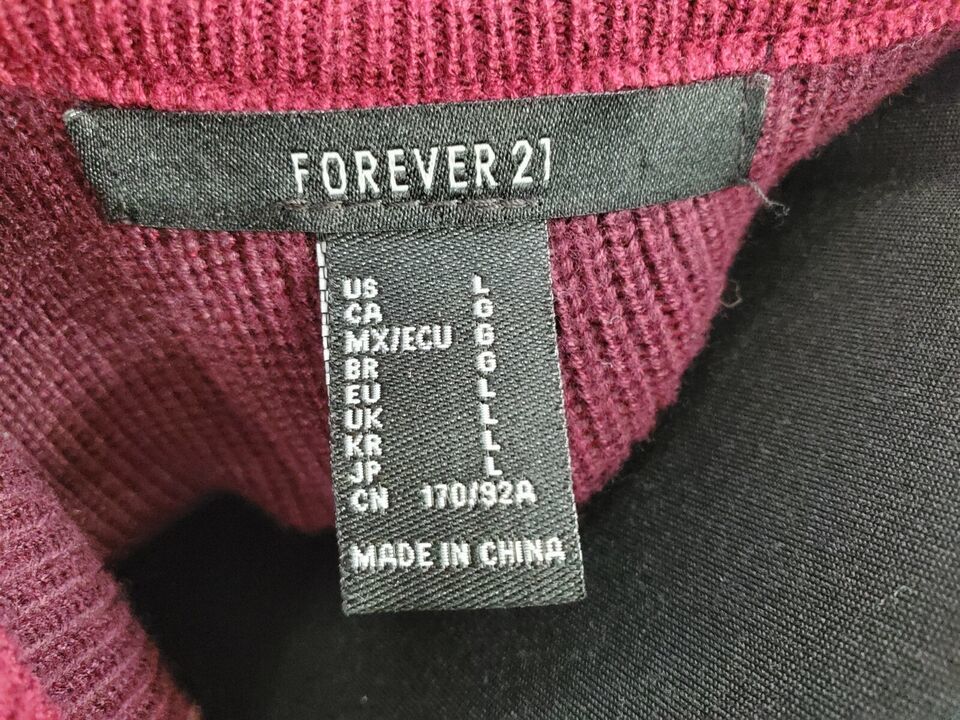 FOREVER 21
US L
CA G
MX/ECU G
BR G
EU L
UK L
KR L
JP L
CN 170/92A
MADE IN CHINA